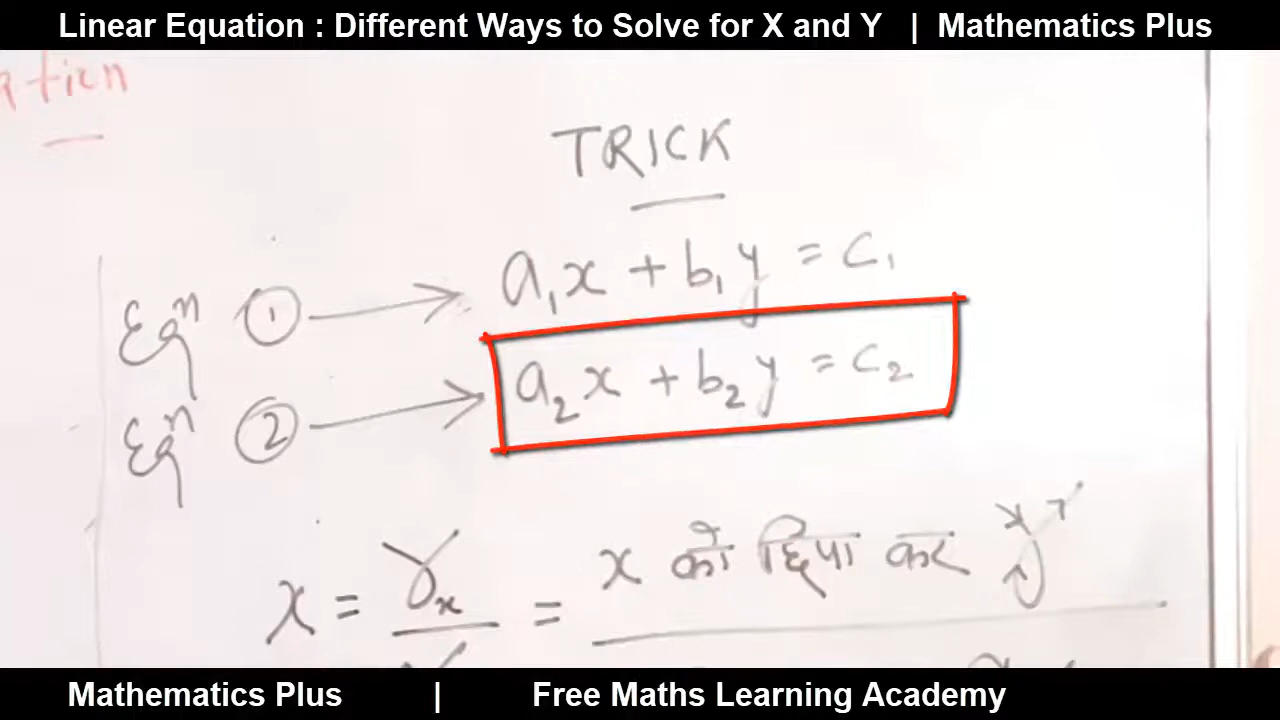 Linear Equation : Different Ways to Solve for X and Y | Mathematics Plus
ation
TRICK
Eqⁿ ① → a₁x + b₁y = c₁
Eqⁿ ② → a₂x + b₂y = c₂
x = γₓ = x को छिपा कर
Mathematics Plus | Free Maths Learning Academy